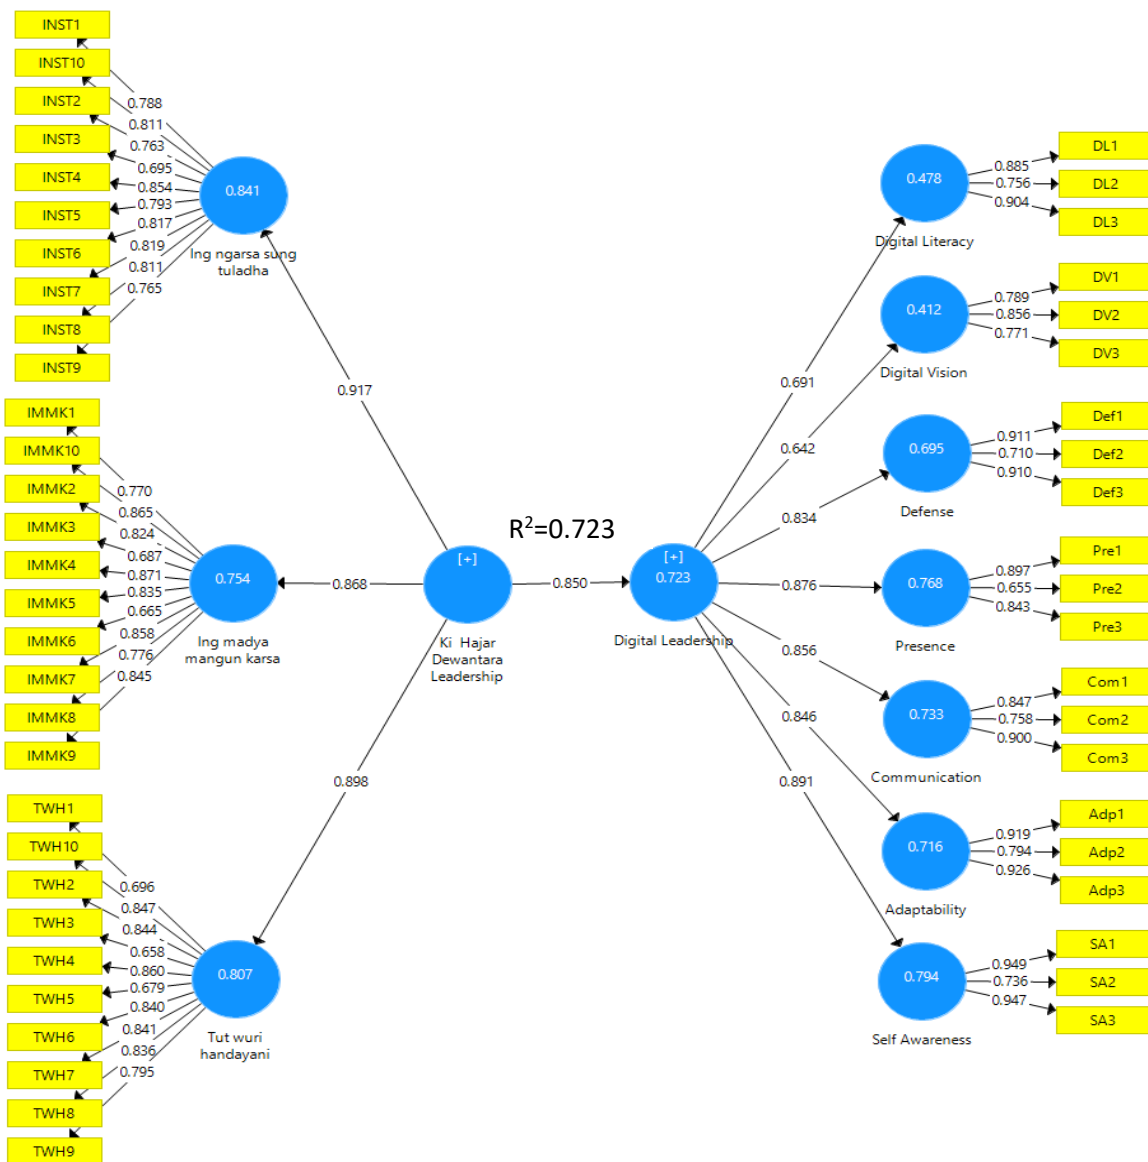 INST1
INST10
INST2
INST3
INST4
INST5
INST6
INST7
INST8
INST9
0.788
0.811
0.763
0.695
0.854
0.793
0.817
0.819
0.811
0.765
0.841
Ing ngarsa sung
tuladha
0.917
IMMK1
IMMK10
IMMK2
IMMK3
IMMK4
IMMK5
IMMK6
IMMK7
IMMK8
IMMK9
0.770
0.865
0.824
0.687
0.871
0.835
0.665
0.858
0.776
0.845
0.754
Ing madya
mangun karsa
0.868
TWH1
TWH10
TWH2
TWH3
TWH4
TWH5
TWH6
TWH7
TWH8
TWH9
0.696
0.847
0.844
0.658
0.860
0.679
0.840
0.841
0.836
0.795
0.807
Tut wuri
handayani
0.898
[+]
Ki Hajar
Dewantara
Leadership
R²=0.723
0.850
[+]
0.723
Digital Leadership
0.691
0.642
0.834
0.876
0.856
0.846
0.891
0.478
Digital Literacy
0.885
0.756
0.904
DL1
DL2
DL3
0.412
Digital Vision
0.789
0.856
0.771
DV1
DV2
DV3
0.695
Defense
0.911
0.710
0.910
Def1
Def2
Def3
0.768
Presence
0.897
0.655
0.843
Pre1
Pre2
Pre3
0.733
Communication
0.847
0.758
0.900
Com1
Com2
Com3
0.716
Adaptability
0.919
0.794
0.926
Adp1
Adp2
Adp3
0.794
Self Awareness
0.949
0.736
0.947
SA1
SA2
SA3